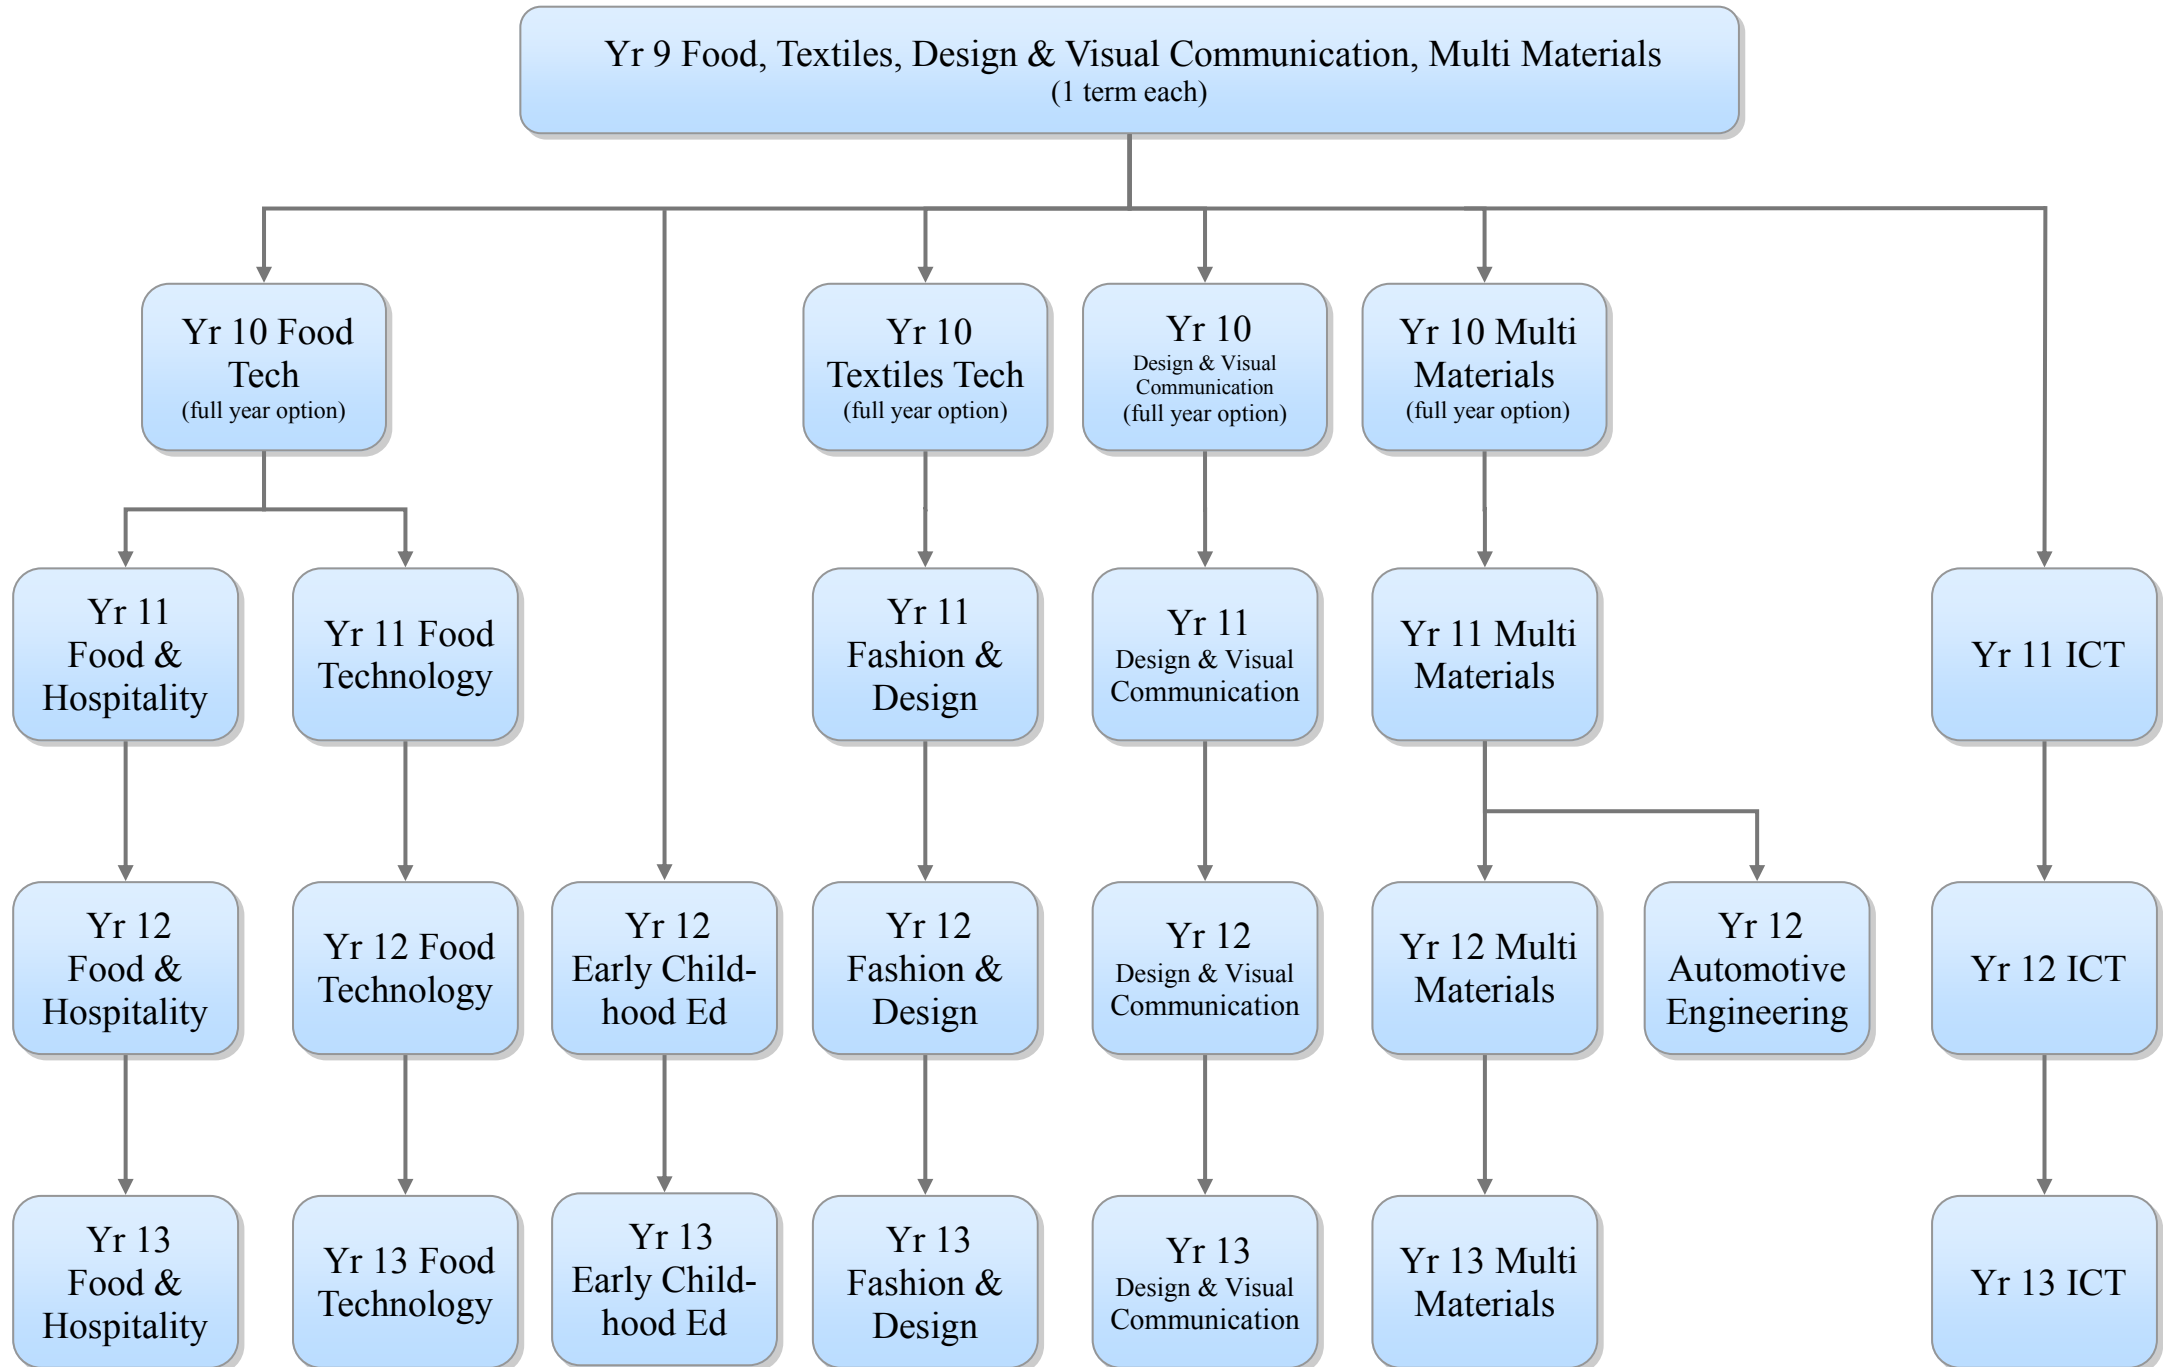 Yr 9 Food, Textiles, Design & Visual Communication, Multi Materials
(1 term each)
Yr 10 Food
Tech
(full year option)
Yr 10
Textiles Tech
(full year option)
Yr 10
Design & Visual
Communication
(full year option)
Yr 10 Multi
Materials
(full year option)
Yr 11
Food &
Hospitality
Yr 11 Food
Technology
Yr 11
Fashion &
Design
Yr 11
Design & Visual
Communication
Yr 11 Multi
Materials
Yr 11 ICT
Yr 12
Food &
Hospitality
Yr 12 Food
Technology
Yr 12
Early Child-
hood Ed
Yr 12
Fashion &
Design
Yr 12
Design & Visual
Communication
Yr 12 Multi
Materials
Yr 12
Automotive
Engineering
Yr 12 ICT
Yr 13
Food &
Hospitality
Yr 13 Food
Technology
Yr 13
Early Child-
hood Ed
Yr 13
Fashion &
Design
Yr 13
Design & Visual
Communication
Yr 13 Multi
Materials
Yr 13 ICT